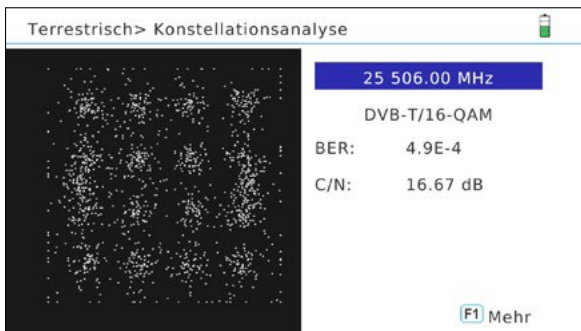 Terrestrisch> Konstellationsanalyse
25 506.00 MHz
DVB-T/16-QAM
BER: 4.9E-4
C/N: 16.67 dB
F1 Mehr